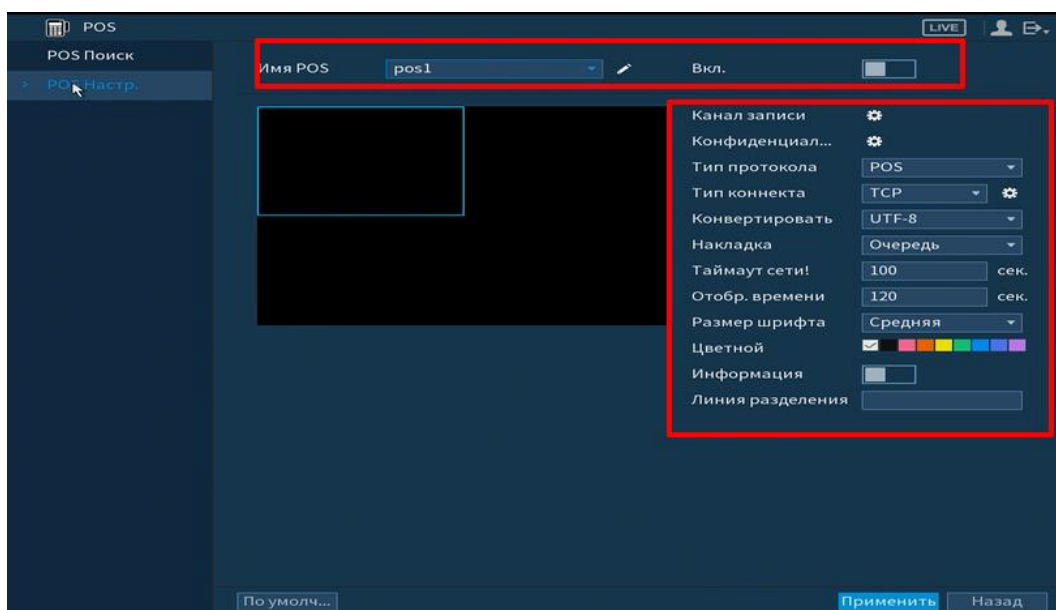 POS LIVE
POS Поиск
POS Настр.
Имя POS pos1 Вкл.
Канал записи
Конфиденциал...
Тип протокола POS
Тип коннекта TCP
Конвертировать UTF-8
Накладка Очередь
Таймаут сети! 100 сек.
Отобр. времени 120 сек.
Размер шрифта Средняя
Цветной
Информация
Линия разделения
По умолч... Применить Назад